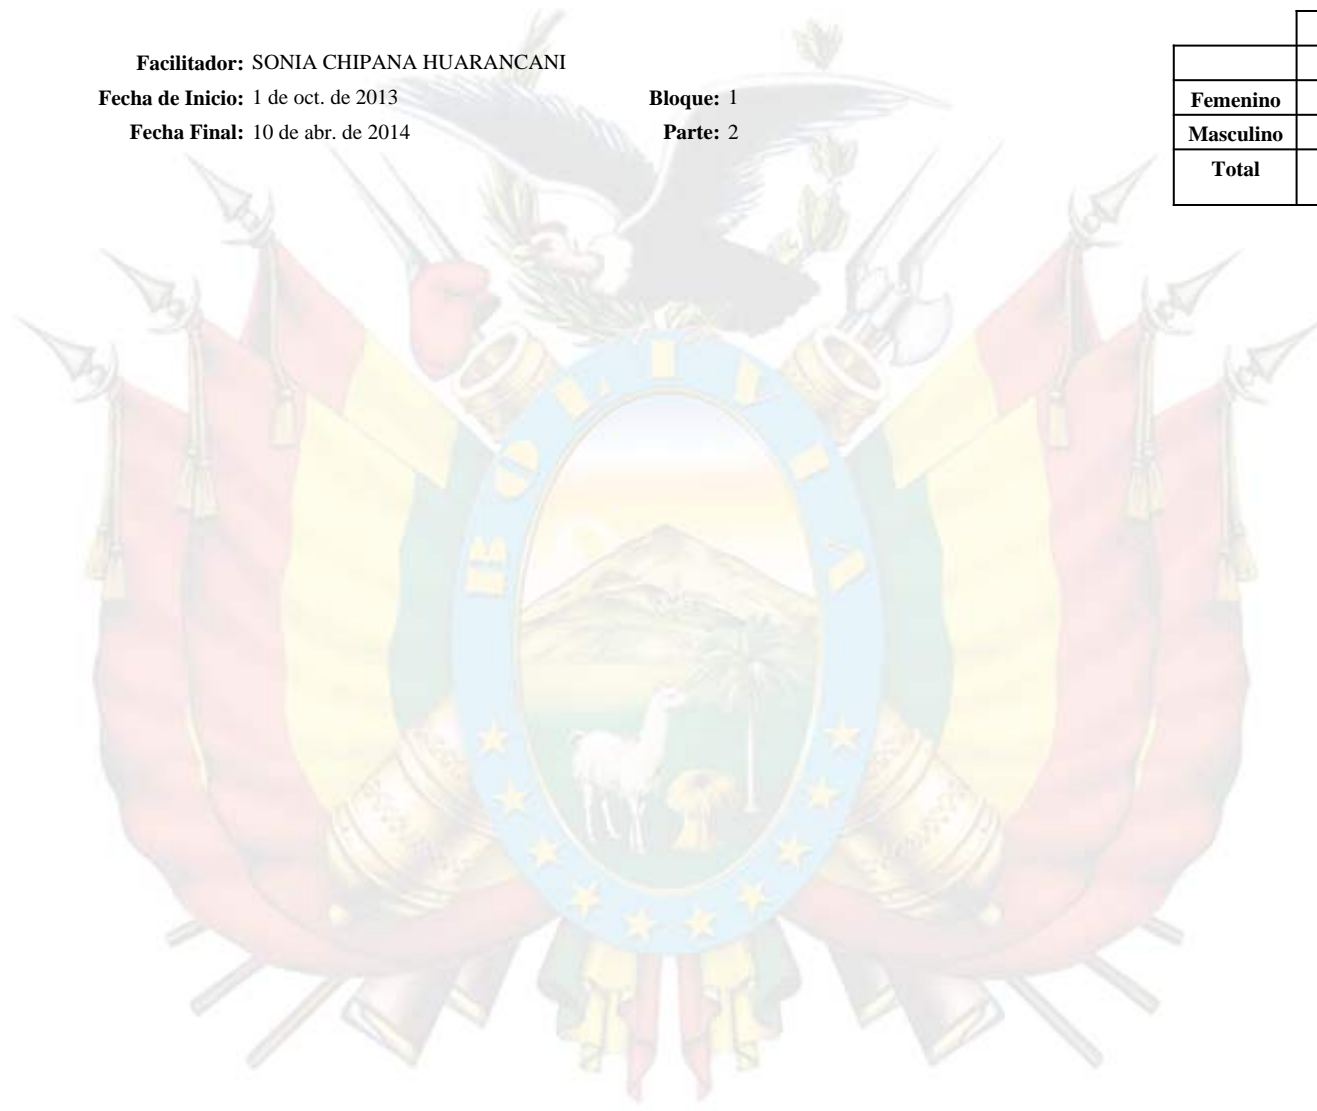 Facilitador: SONIA CHIPANA HUARANCANI
Fecha de Inicio: 1 de oct. de 2013 Bloque: 1
Fecha Final: 10 de abr. de 2014 Parte: 2
Femenino
Masculino
Total
BOLIVIA